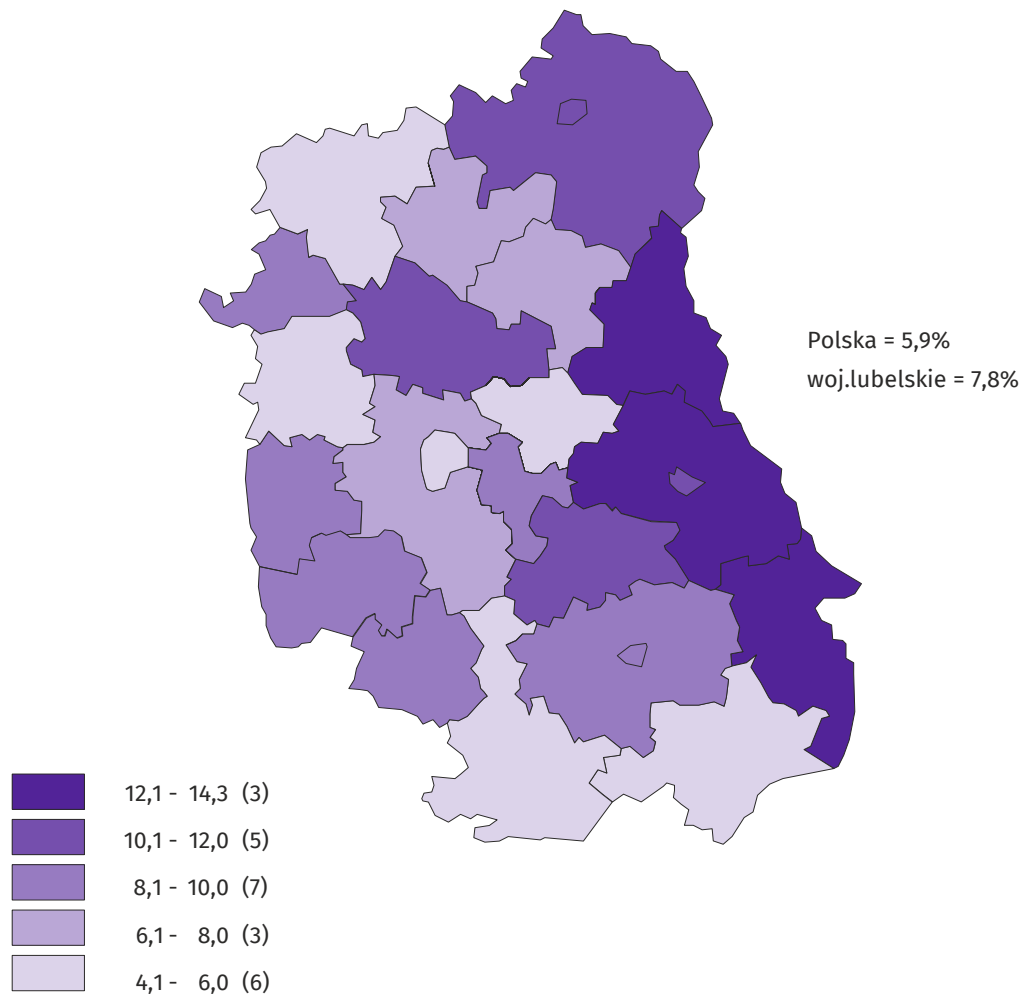 Polska = 5,9%
woj.lubelskie = 7,8%
12,1 - 14,3 (3)
10,1 - 12,0 (5)
8,1 - 10,0 (7)
6,1 - 8,0 (3)
4,1 - 6,0 (6)